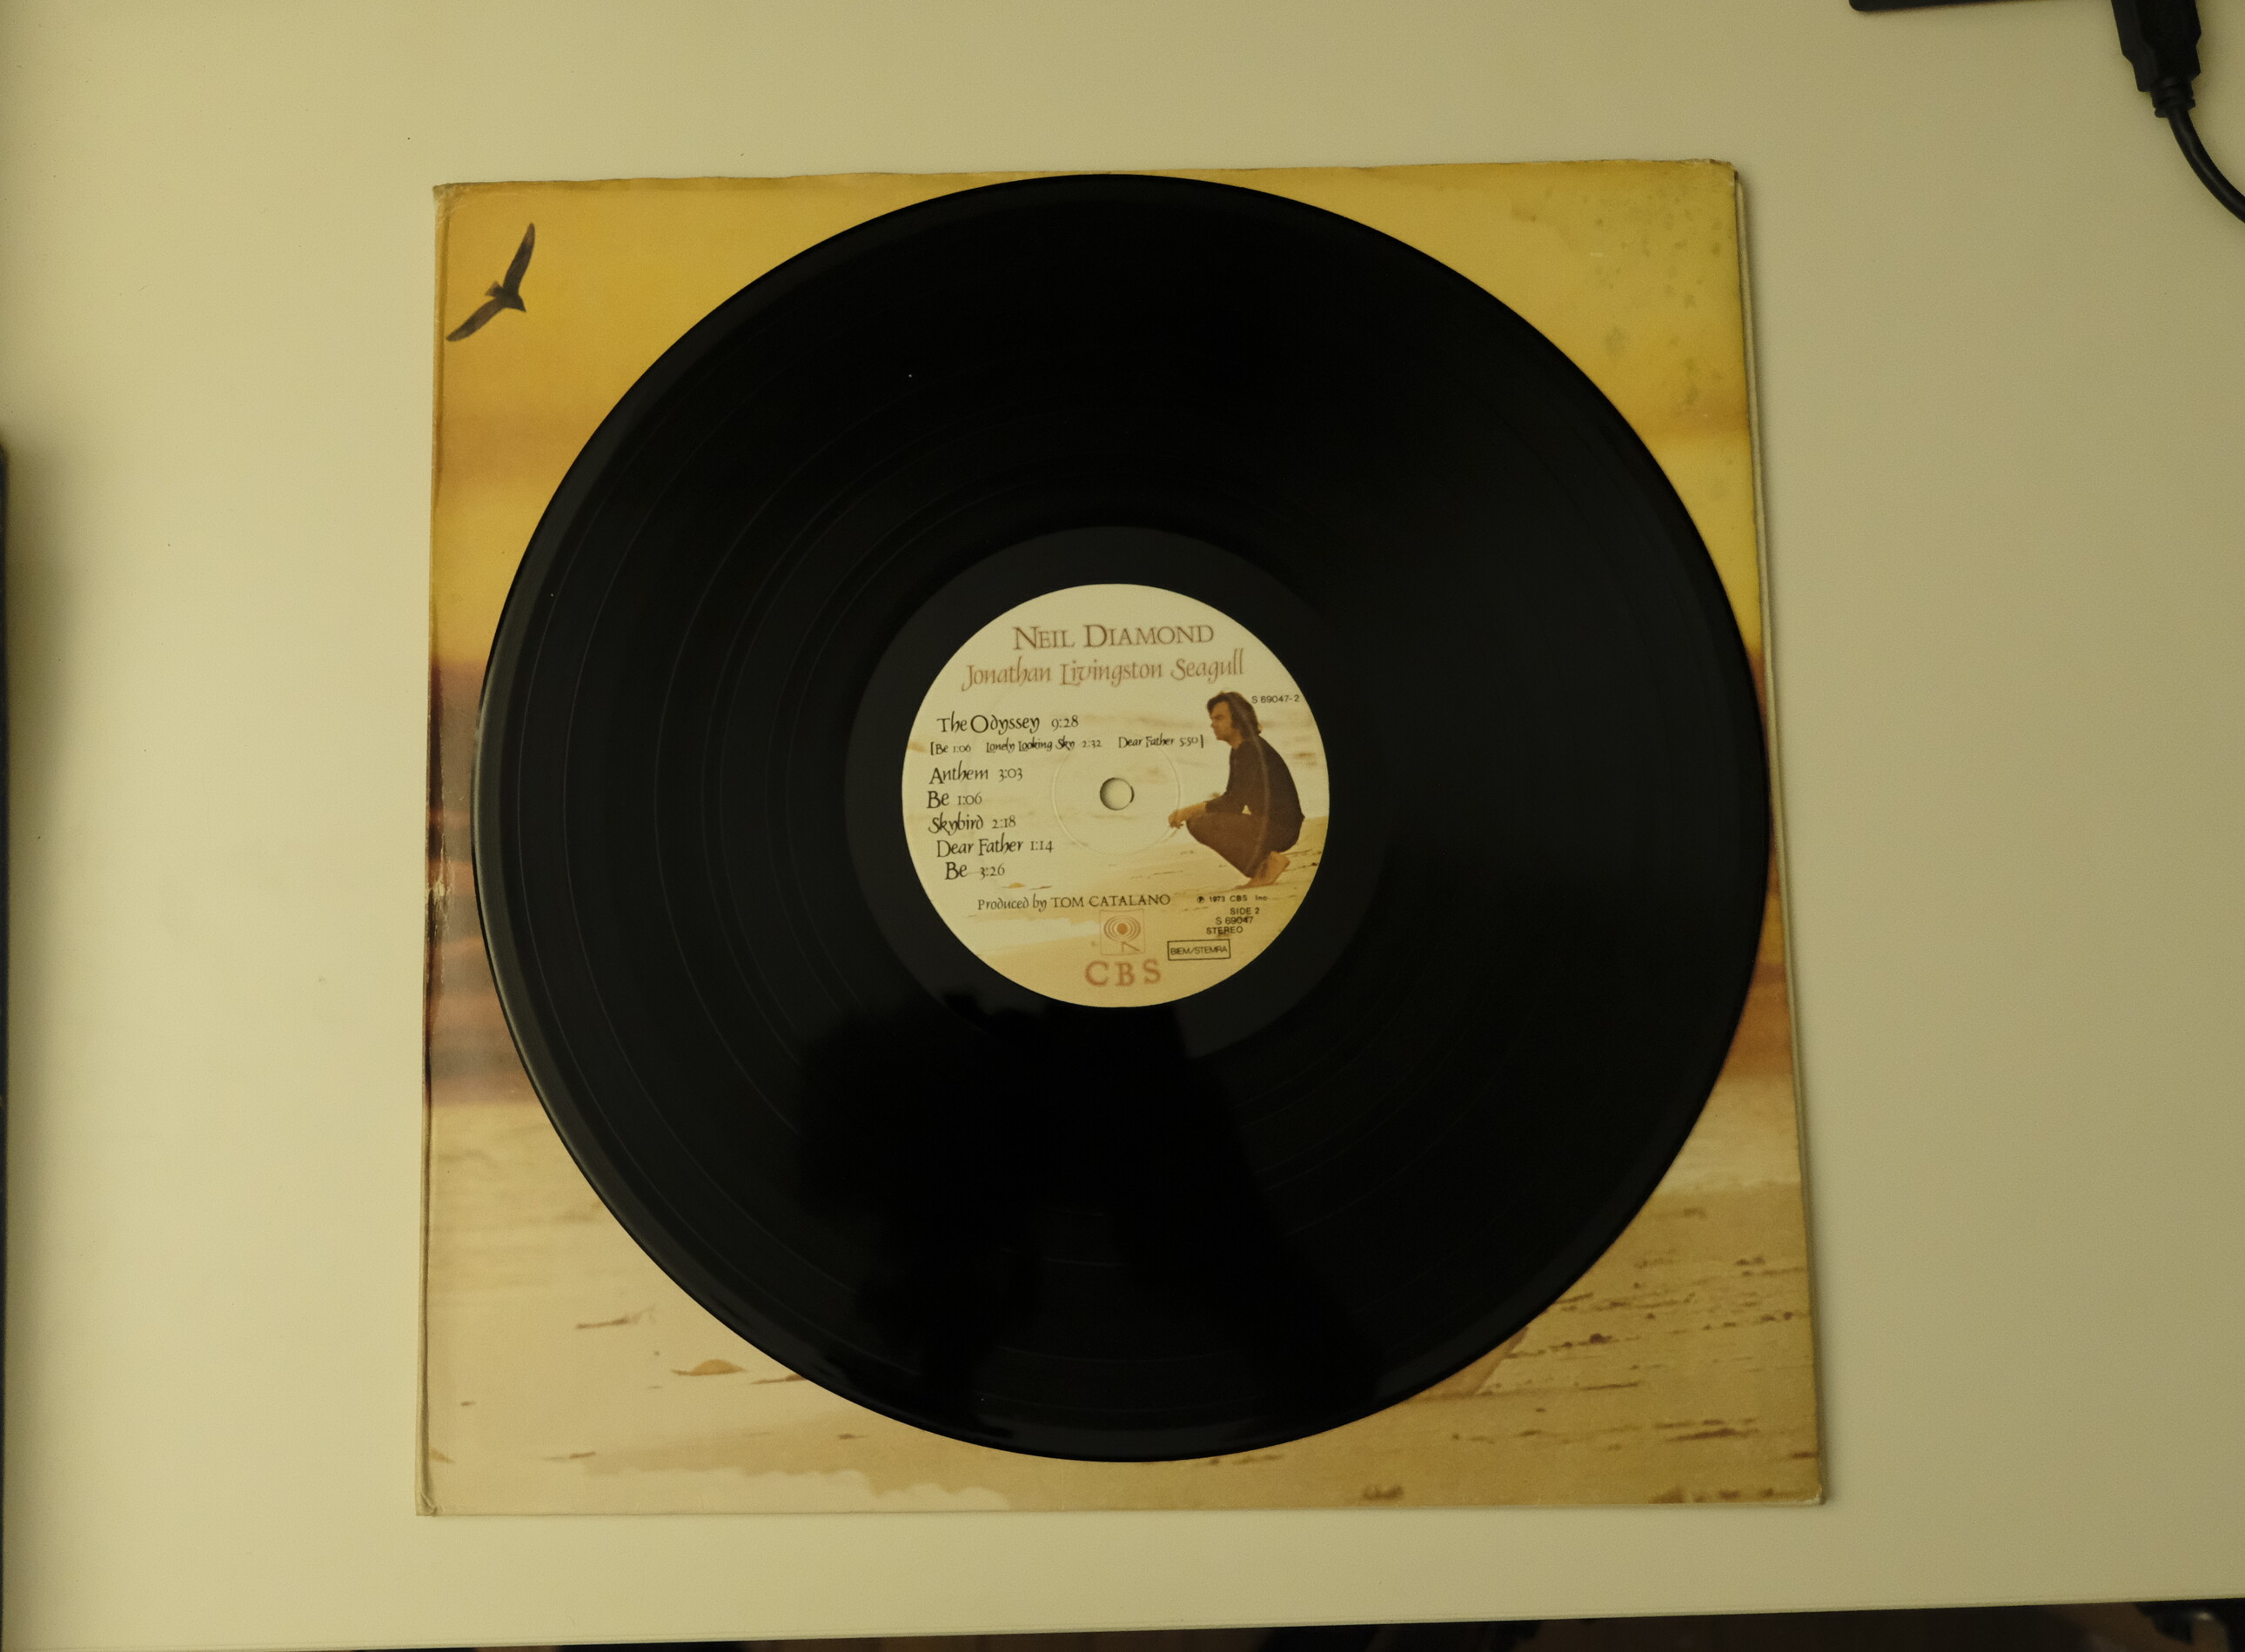 NEIL DIAMOND
Jonathan Livingston Seagull
S 69047-2
The Odyssey 9:28
[Be 1:06 Lonely Looking Sky 2:32 Dear Father 5:50]
Anthem 3:03
Be 1:06
Skybird 2:18
Dear Father 1:14
Be 3:26
Produced by TOM CATALANO
℗ 1973 CBS Inc.
SIDE 2
S 69047
STEREO
BIEM/STEMRA
CBS